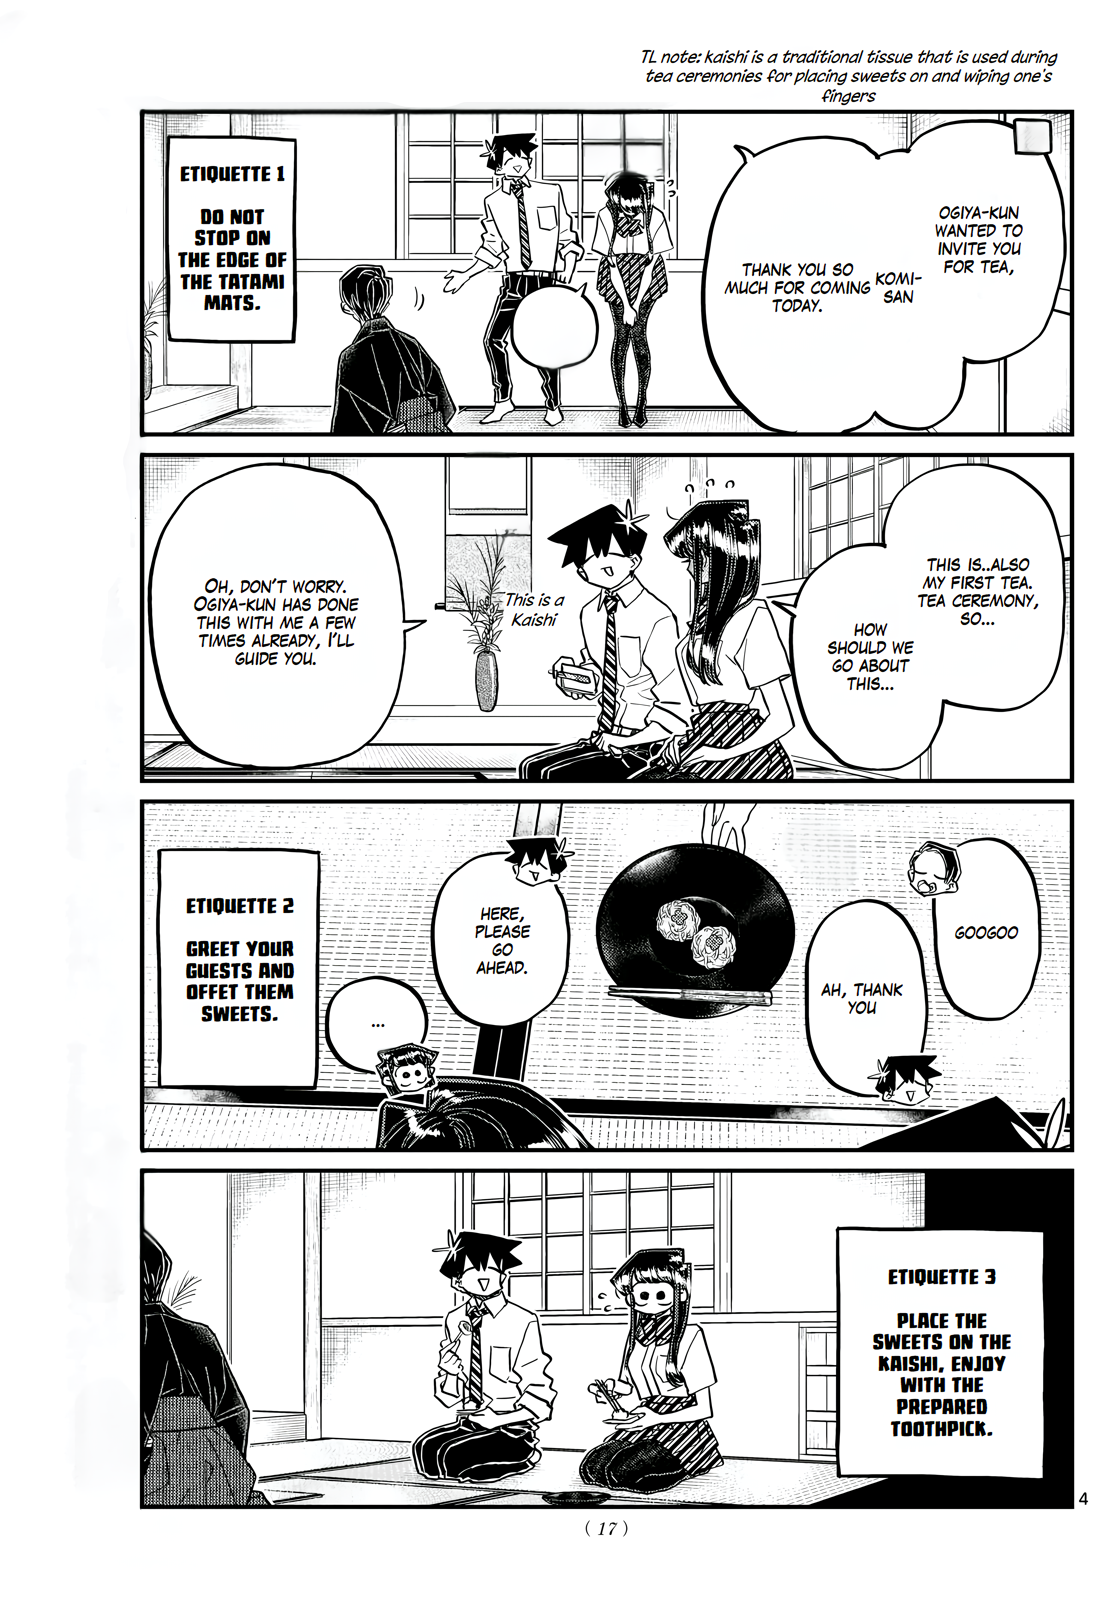 TL note: kaishi is a traditional tissue that is used during
tea ceremonies for placing sweets on and wiping one's
fingers
OGIYA-KUN
WANTED TO
INVITE YOU
FOR TEA,
KOMI-
SAN
THANK YOU SO
MUCH FOR COMING
TODAY.
ETIQUETTE 1
DO NOT
STOP ON
THE EDGE OF
THE TATAMI
MATS.
THIS IS..ALSO
MY FIRST TEA.
TEA CEREMONY,
SO...
HOW
SHOULD WE
GO ABOUT
THIS...
This is a
Kaishi
OH, DON'T WORRY.
OGIYA-KUN HAS DONE
THIS WITH ME A FEW
TIMES ALREADY, I'LL
GUIDE YOU.
GOOGOO
AH, THANK
YOU
HERE,
PLEASE
GO
AHEAD.
...
ETIQUETTE 2
GREET YOUR
GUESTS AND
OFFET THEM
SWEETS.
ETIQUETTE 3
PLACE THE
SWEETS ON THE
KAISHI, ENJOY
WITH THE
PREPARED
TOOTHPICK.
4
( 17 )